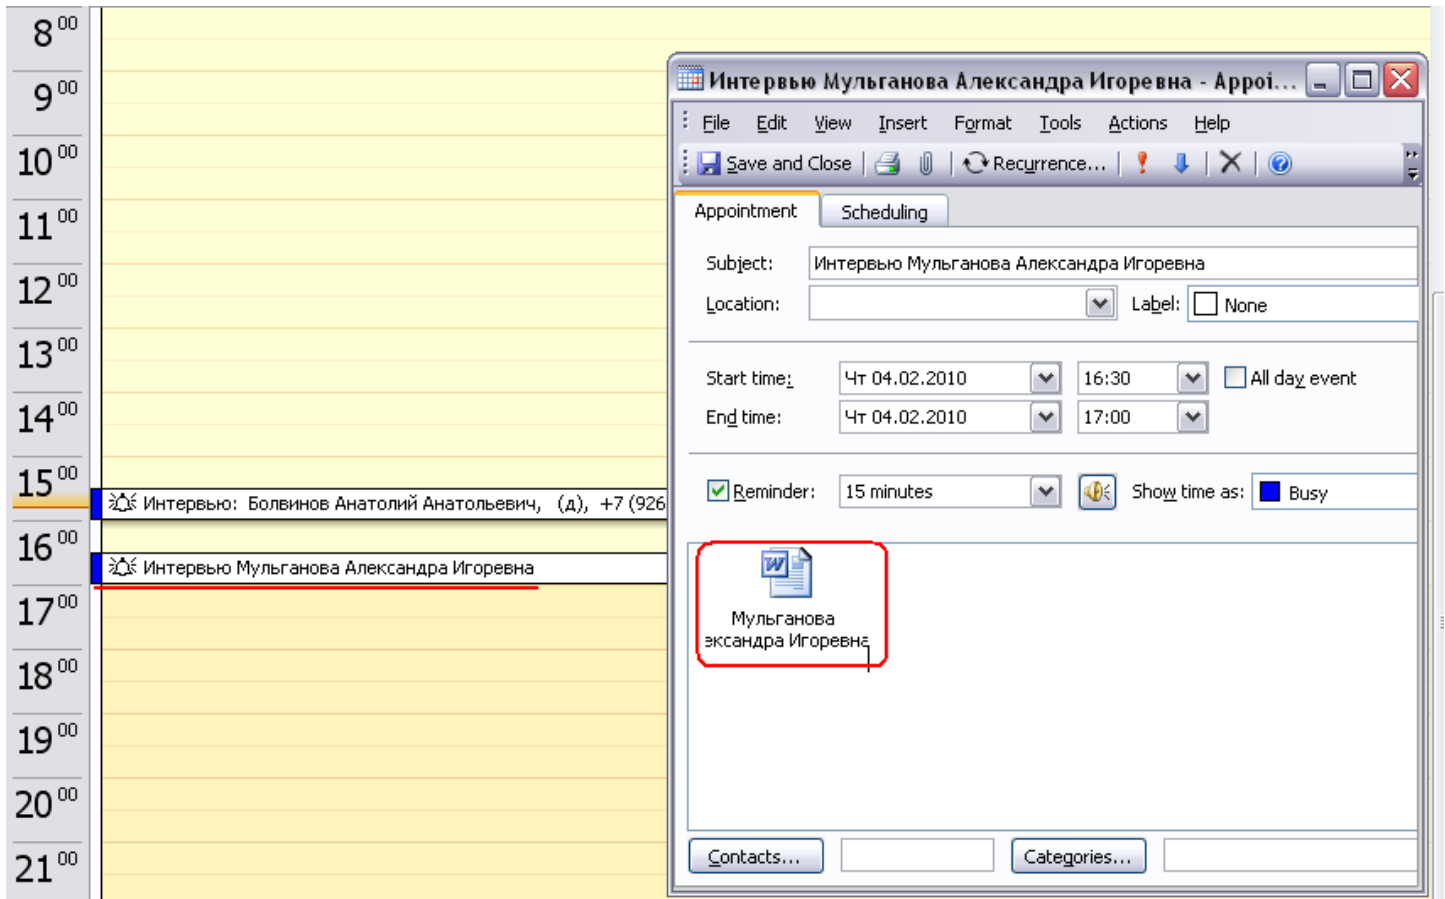 8 00
9 00
10 00
11 00
12 00
13 00
14 00
15 00
Интервью: Болвинов Анатолий Анатольевич, (д), +7 (926
16 00
Интервью Мульганова Александра Игоревна
17 00
18 00
19 00
20 00
21 00
Интервью Мульганова Александра Игоревна - Appoi...
File Edit View Insert Format Tools Actions Help
Save and Close Recurrence...
Appointment Scheduling
Subject: Интервью Мульганова Александра Игоревна
Location: Label: None
Start time: Чт 04.02.2010 16:30 All day event
End time: Чт 04.02.2010 17:00
Reminder: 15 minutes Show time as: Busy
Мульганова
ександра Игоревна
Contacts... Categories...